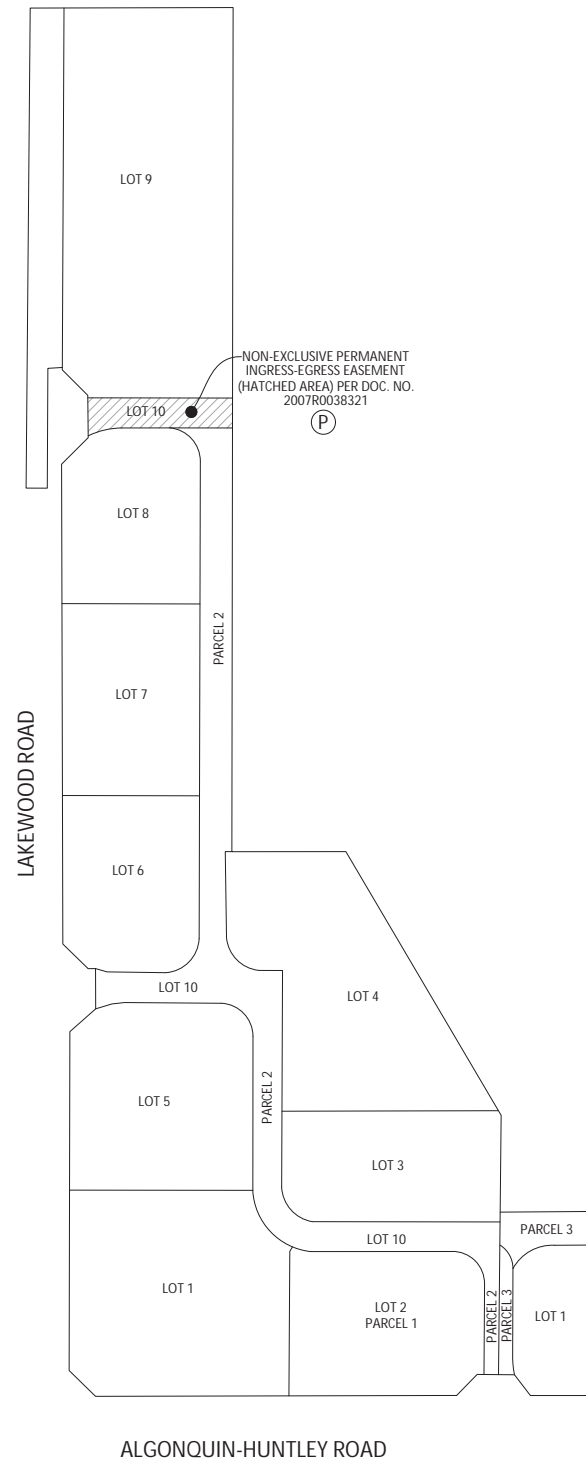 LOT 9
NON-EXCLUSIVE PERMANENT
INGRESS-EGRESS EASEMENT
(HATCHED AREA) PER DOC. NO.
2007R0038321
P
LOT 10
LOT 8
PARCEL 2
LOT 7
LAKEWOOD ROAD
LOT 6
LOT 10
LOT 4
PARCEL 2
LOT 5
LOT 3
PARCEL 3
LOT 10
LOT 1
LOT 2
PARCEL 1
PARCEL 2
PARCEL 3
LOT 1
ALGONQUIN-HUNTLEY ROAD